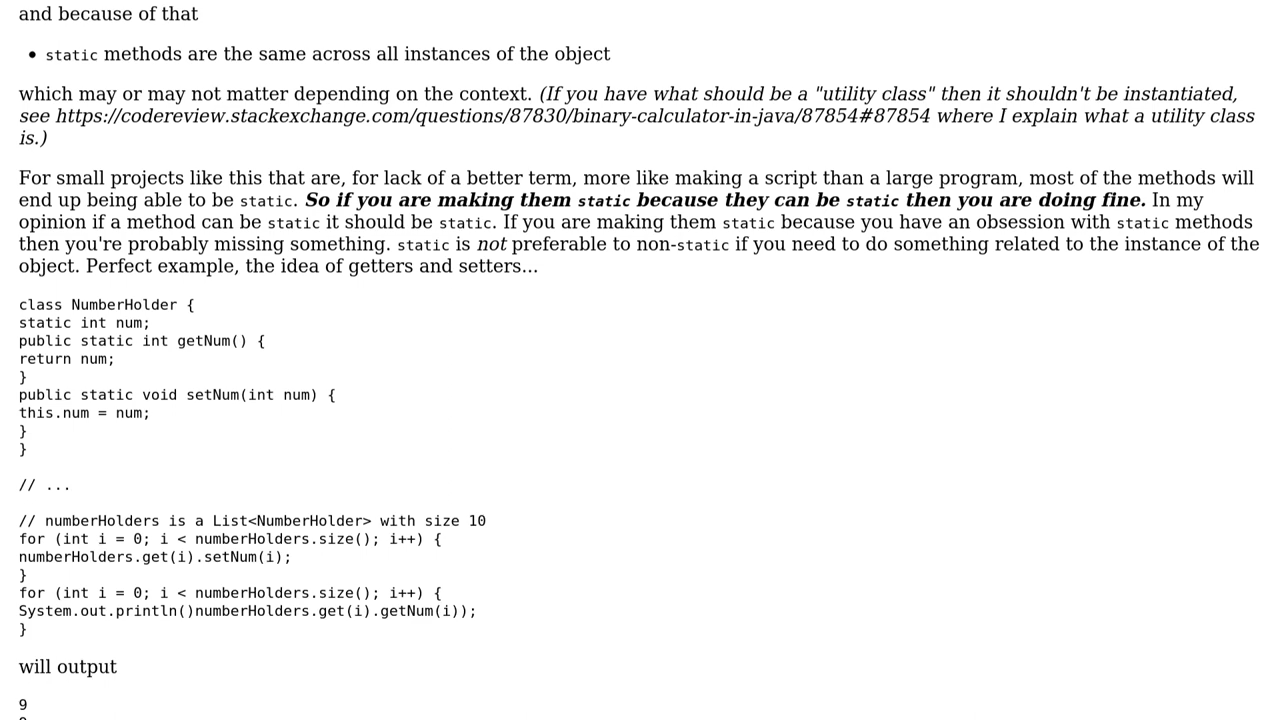 and because of that
• static methods are the same across all instances of the object
which may or may not matter depending on the context. (If you have what should be a "utility class" then it shouldn't be instantiated,
see https://codereview.stackexchange.com/questions/87830/binary-calculator-in-java/87854#87854 where I explain what a utility class
is.)
For small projects like this that are, for lack of a better term, more like making a script than a large program, most of the methods will
end up being able to be static. So if you are making them static because they can be static then you are doing fine. In my
opinion if a method can be static it should be static. If you are making them static because you have an obsession with static methods
then you're probably missing something. static is not preferable to non-static if you need to do something related to the instance of the
object. Perfect example, the idea of getters and setters...
class NumberHolder {
static int num;
public static int getNum() {
return num;
}
public static void setNum(int num) {
this.num = num;
}
}
// ...
// numberHolders is a List<NumberHolder> with size 10
for (int i = 0; i < numberHolders.size(); i++) {
numberHolders.get(i).setNum(i);
}
for (int i = 0; i < numberHolders.size(); i++) {
System.out.println()numberHolders.get(i).getNum(i));
}
will output
9